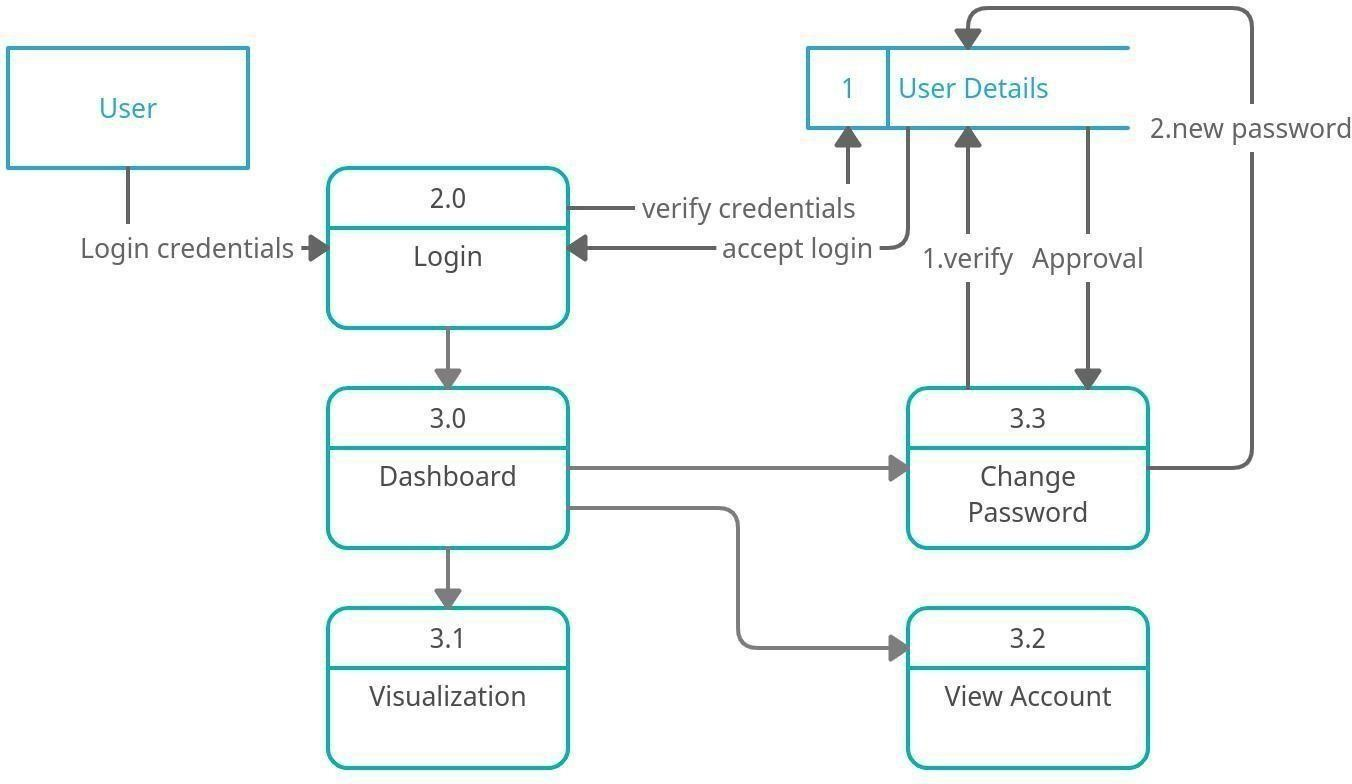 User
1
User Details
2.new password
2.0
verify credentials
Login credentials
Login
accept login
1.verify
Approval
3.0
Dashboard
3.3
Change
Password
3.1
Visualization
3.2
View Account